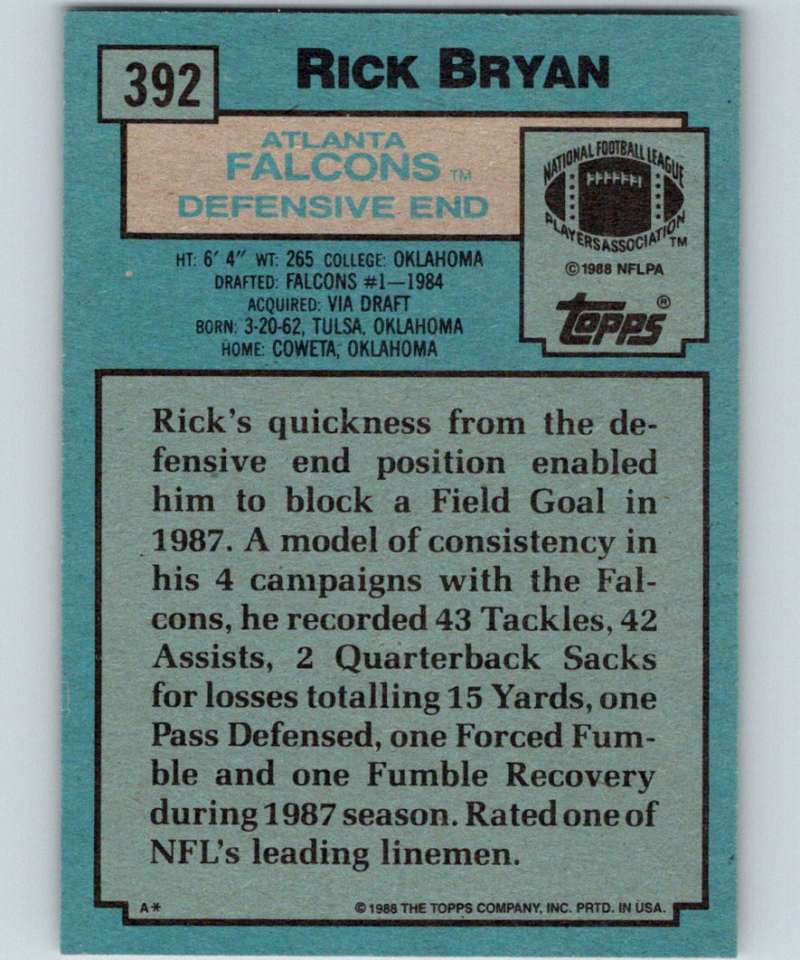 392
RICK BRYAN
ATLANTA
FALCONS TM
DEFENSIVE END
NATIONAL FOOTBALL LEAGUE
PLAYERS ASSOCIATION TM
© 1988 NFLPA
TOPPS ®
HT: 6' 4" WT: 265 COLLEGE: OKLAHOMA
DRAFTED: FALCONS #1—1984
ACQUIRED: VIA DRAFT
BORN: 3-20-62, TULSA, OKLAHOMA
HOME: COWETA, OKLAHOMA
Rick's quickness from the de-
fensive end position enabled
him to block a Field Goal in
1987. A model of consistency in
his 4 campaigns with the Fal-
cons, he recorded 43 Tackles, 42
Assists, 2 Quarterback Sacks
for losses totalling 15 Yards, one
Pass Defensed, one Forced Fum-
ble and one Fumble Recovery
during 1987 season. Rated one of
NFL's leading linemen.
A*
© 1988 THE TOPPS COMPANY, INC. PRTD. IN USA.